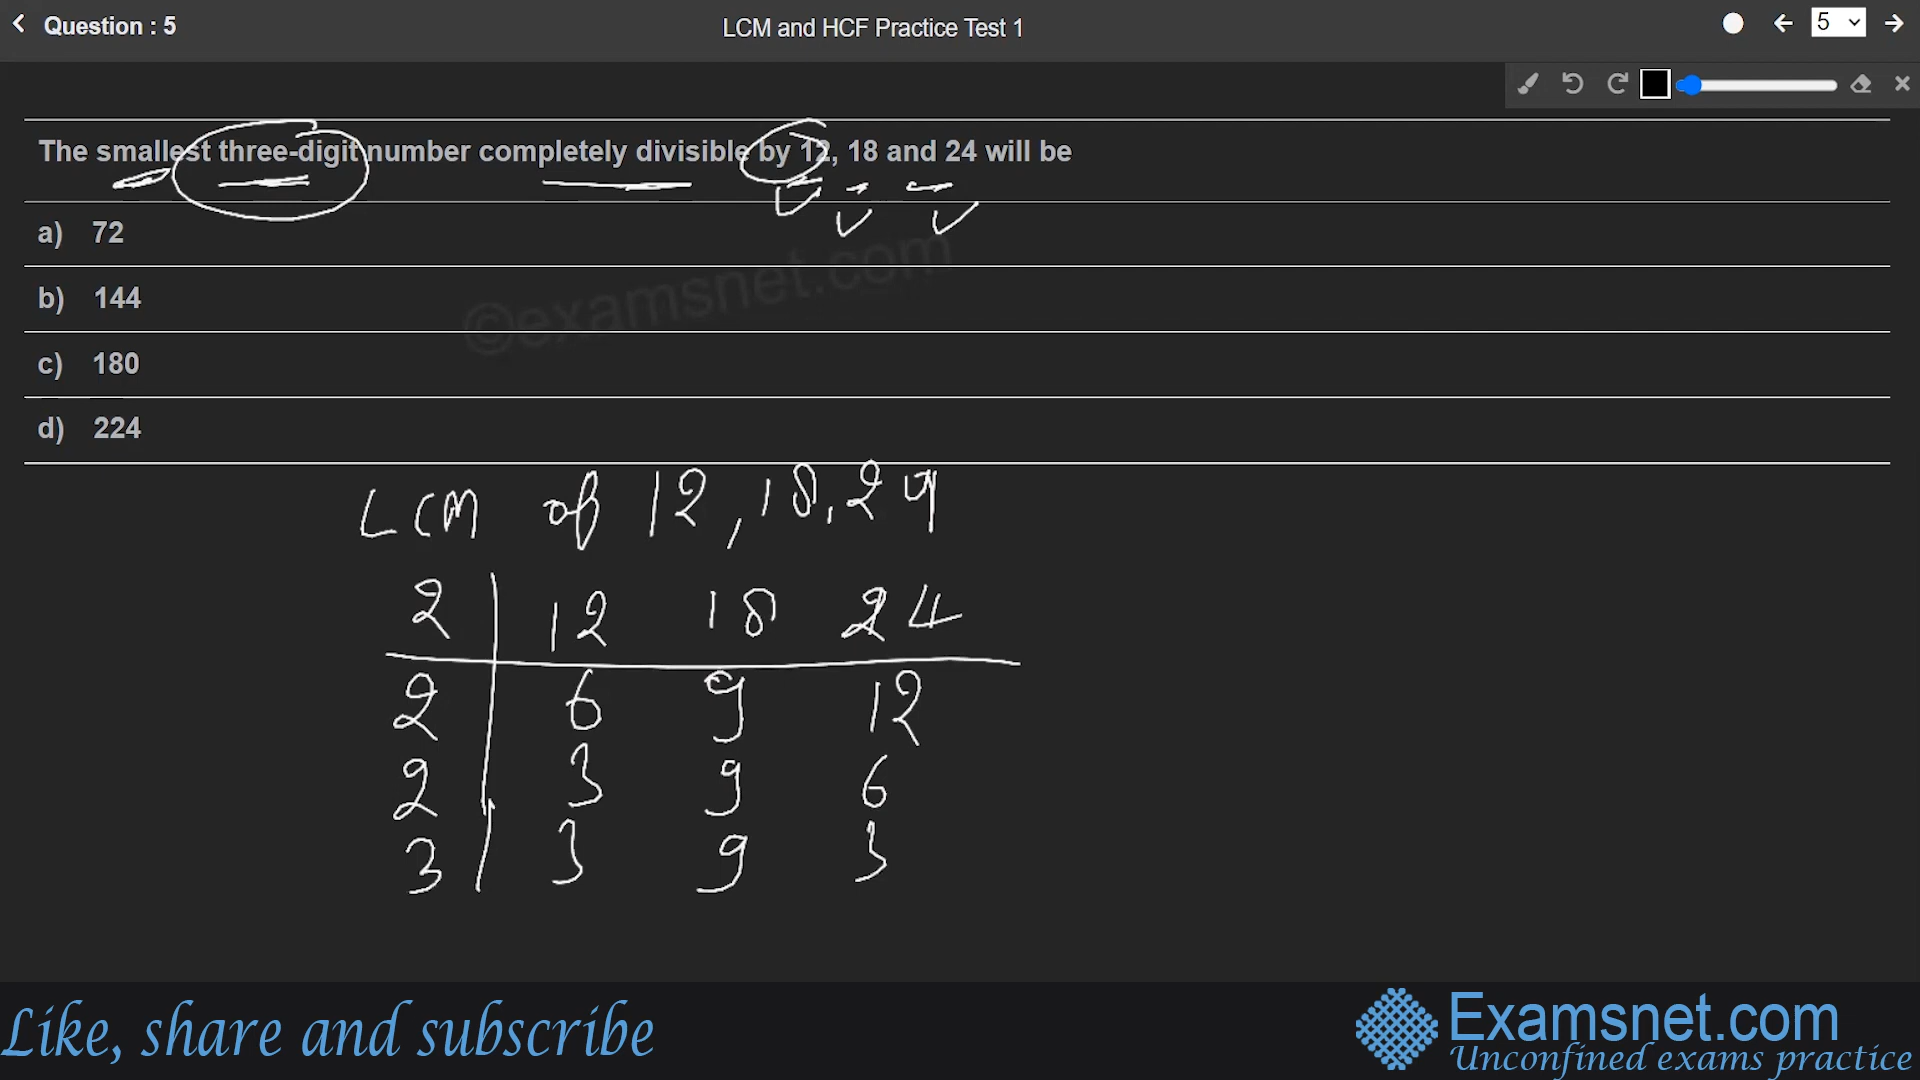 Question : 5
LCM and HCF Practice Test 1
5
The smallest three-digit number completely divisible by 12, 18 and 24 will be
a) 72
b) 144
c) 180
d) 224
©examsnet.com
LCM of 12, 18, 24
2 12 18 24
2 6 9 12
2 3 9 6
3 3 9 3
Like, share and subscribe
Examsnet.com
Unconfined exams practice